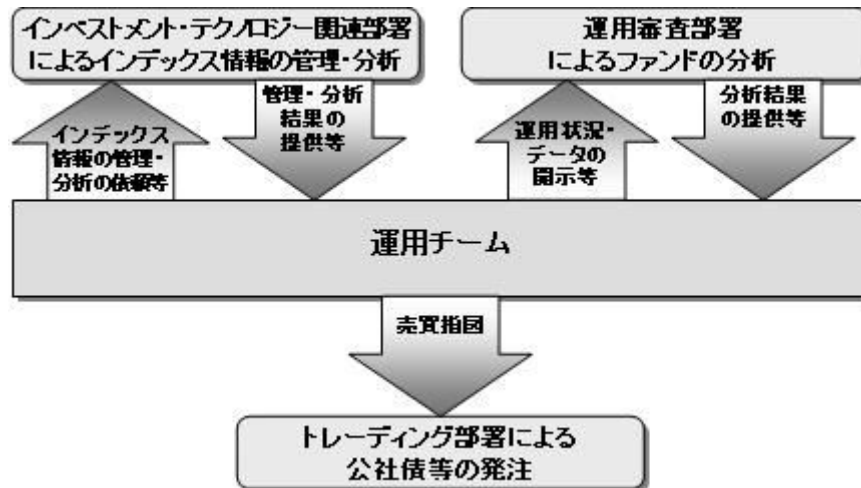 インベストメント・テクノロジー関連部署
によるインデックス情報の管理・分析
運用審査部署
によるファンドの分析
インデックス
情報の管理・
分析の依頼等
管理・分析
結果の
提供等
運用状況・
データの
開示等
分析結果
の提供等
運用チーム
売買指図
トレーディング部署による
公社債等の発注